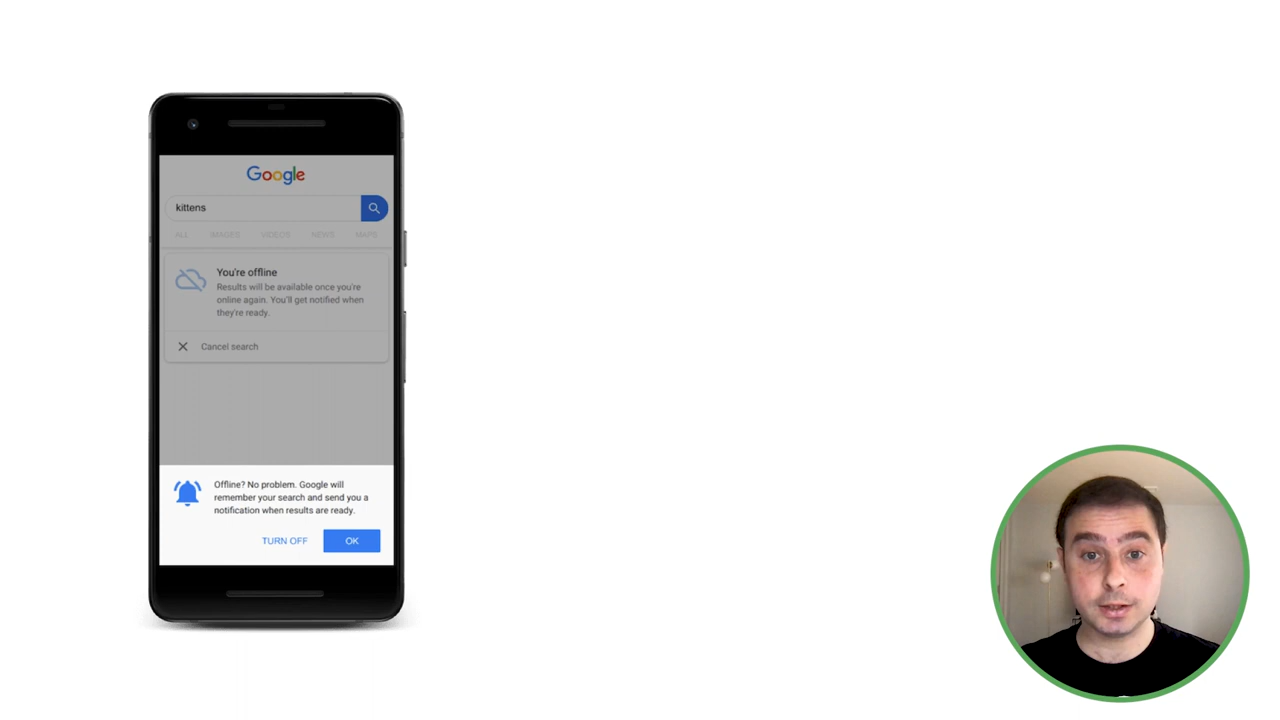 Google
kittens
ALL IMAGES VIDEOS NEWS MAPS
You're offline
Results will be available once you're
online again. You'll get notified when
they're ready.
Cancel search
Offline? No problem. Google will
remember your search and send you a
notification when results are ready.
TURN OFF OK